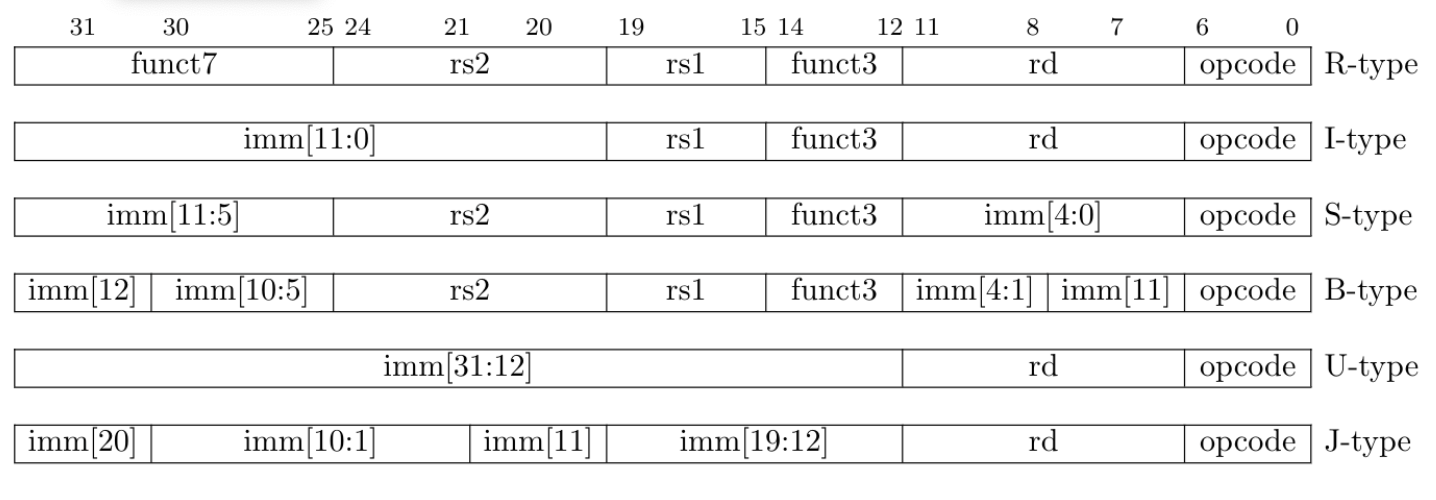 31 30 25 24 21 20 19 15 14 12 11 8 7 6 0
funct7 rs2 rs1 funct3 rd opcode R-type
imm[11:0] rs1 funct3 rd opcode I-type
imm[11:5] rs2 rs1 funct3 imm[4:0] opcode S-type
imm[12] imm[10:5] rs2 rs1 funct3 imm[4:1] imm[11] opcode B-type
imm[31:12] rd opcode U-type
imm[20] imm[10:1] imm[11] imm[19:12] rd opcode J-type